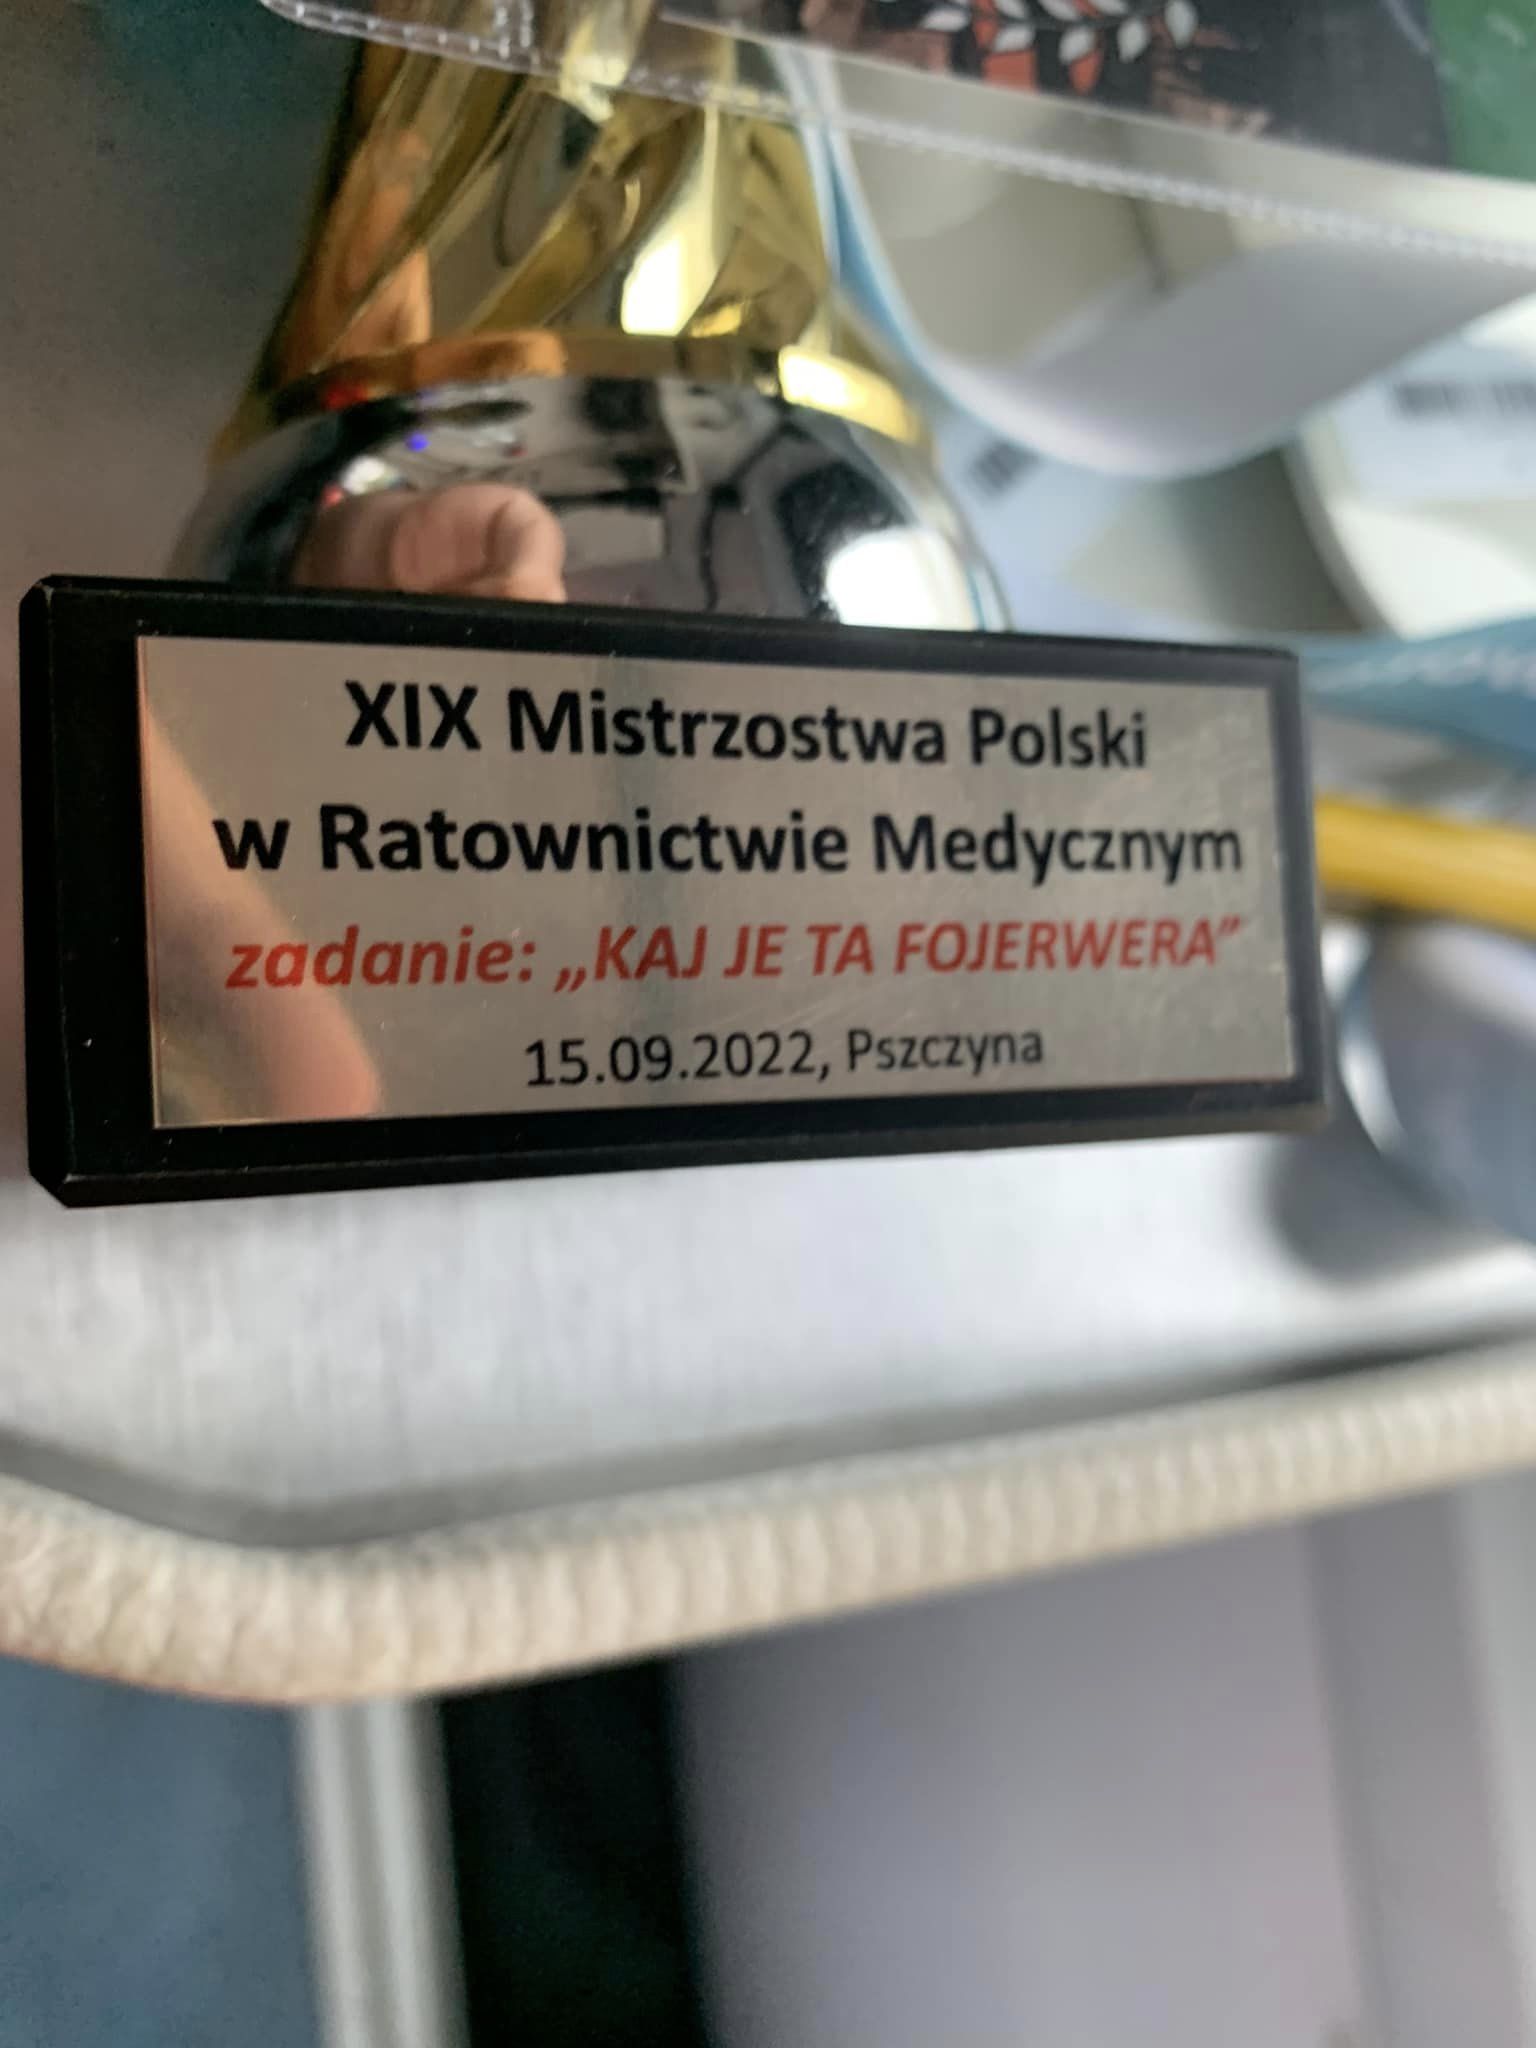 XIX Mistrzostwa Polski
w Ratownictwie Medycznym
zadanie: „KAJ JE TA FOJERWERA”
15.09.2022, Pszczyna